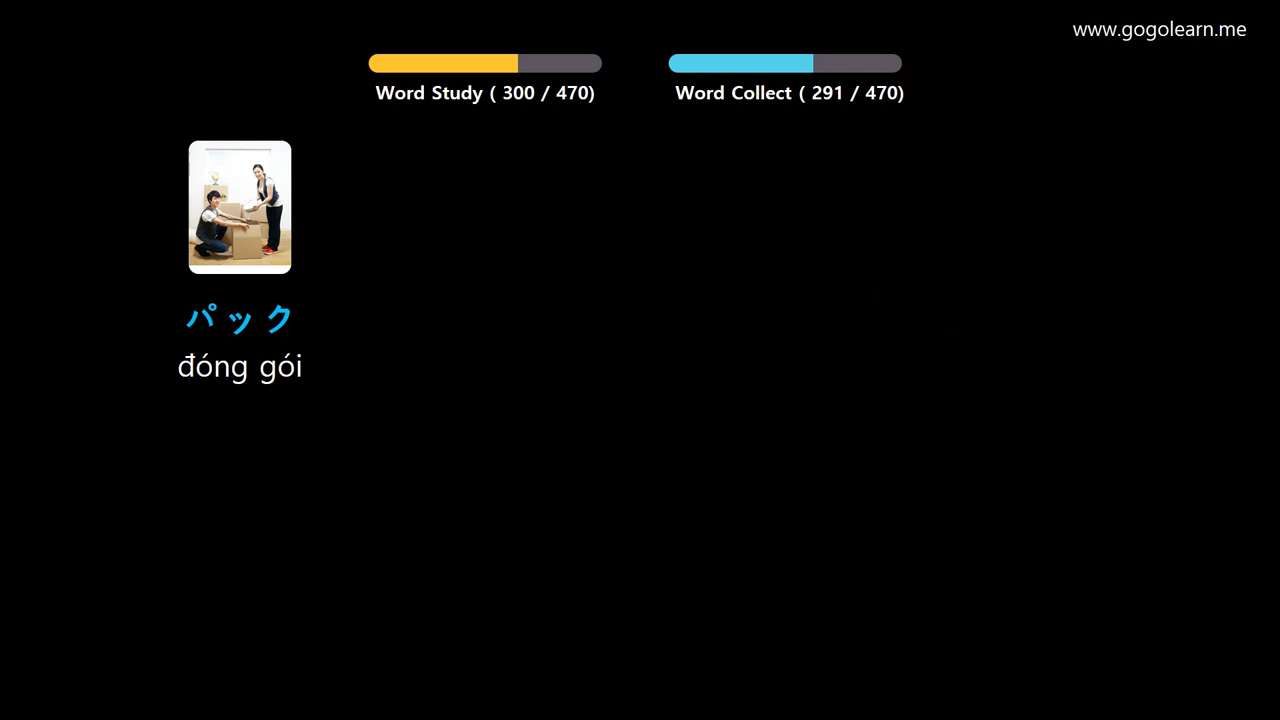 www.gogolearn.me
Word Study ( 300 / 470)
Word Collect ( 291 / 470)
パック
đóng gói